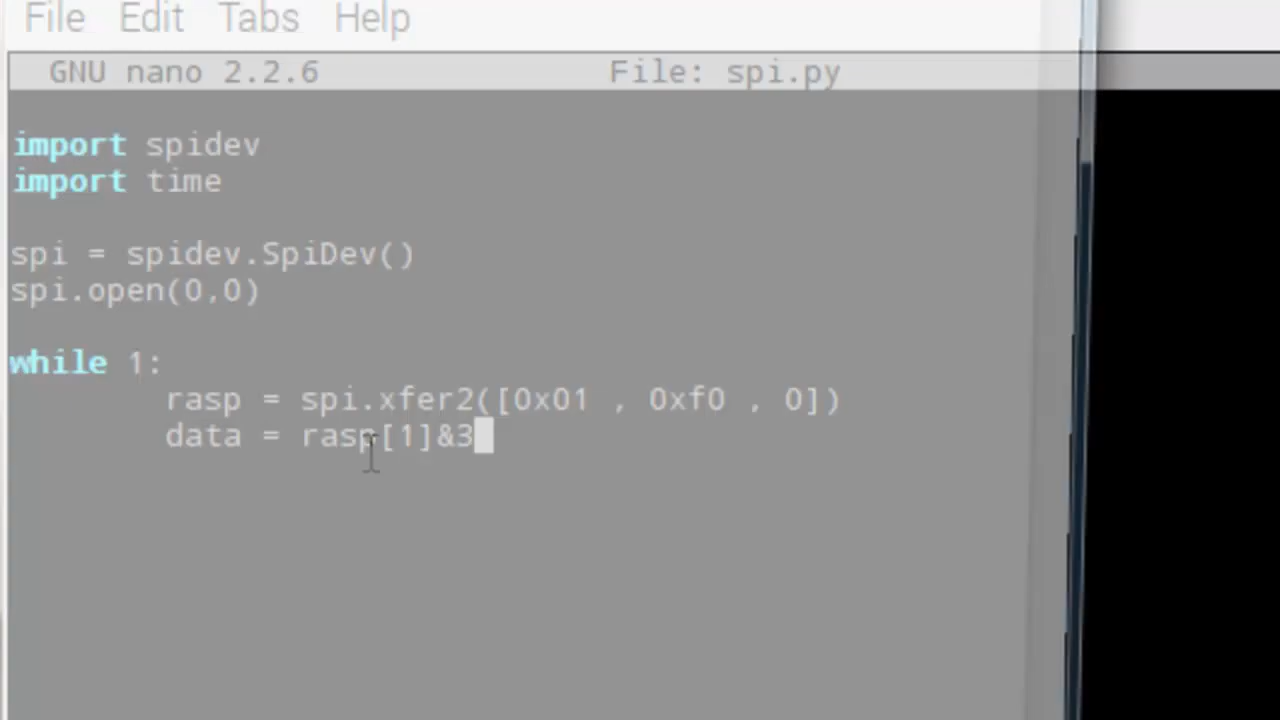 File Edit Tabs Help
GNU nano 2.2.6 File: spi.py
import spidev
import time
spi = spidev.SpiDev()
spi.open(0,0)
while 1:
rasp = spi.xfer2([0x01 , 0xf0 , 0])
data = rasp[1]&3